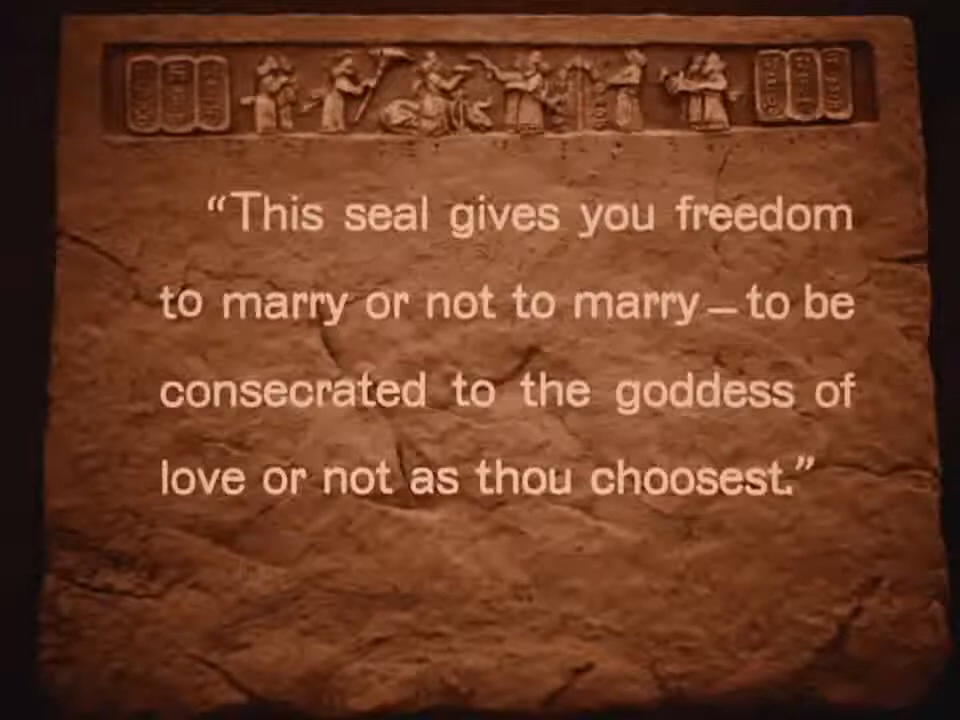 “This seal gives you freedom
to marry or not to marry — to be
consecrated to the goddess of
love or not as thou choosest.”